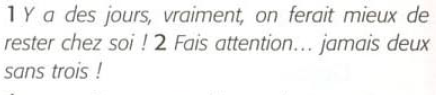 1 Y a des jours, vraiment, on ferait mieux de
rester chez soi ! 2 Fais attention... jamais deux
sans trois !